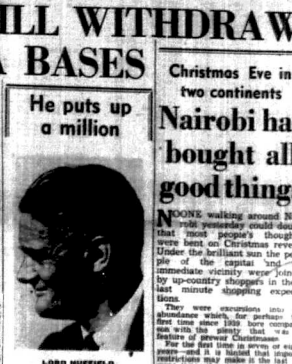 ILL WITHDRAW
BASES
He puts up
a million
LORD NUFFIELD
Christmas Eve in
two continents
Nairobi ha
bought all
good thing
NOONE walking around N
robi yesterday could dou
that most people's though
were bent on Christmas reve
Under the brilliant sun the pe
ple of the capital and
immediate vicinity were join
by up-country shoppers in the
last minute shopping expe
tions.
They were excursions into
abundance which, for perhaps
first time since 1939, bore comp
son with the plenty that was
feature of prewar Christmases
For the first time in seven or eig
years—and it is hinted that impo
restrictions may make it the last